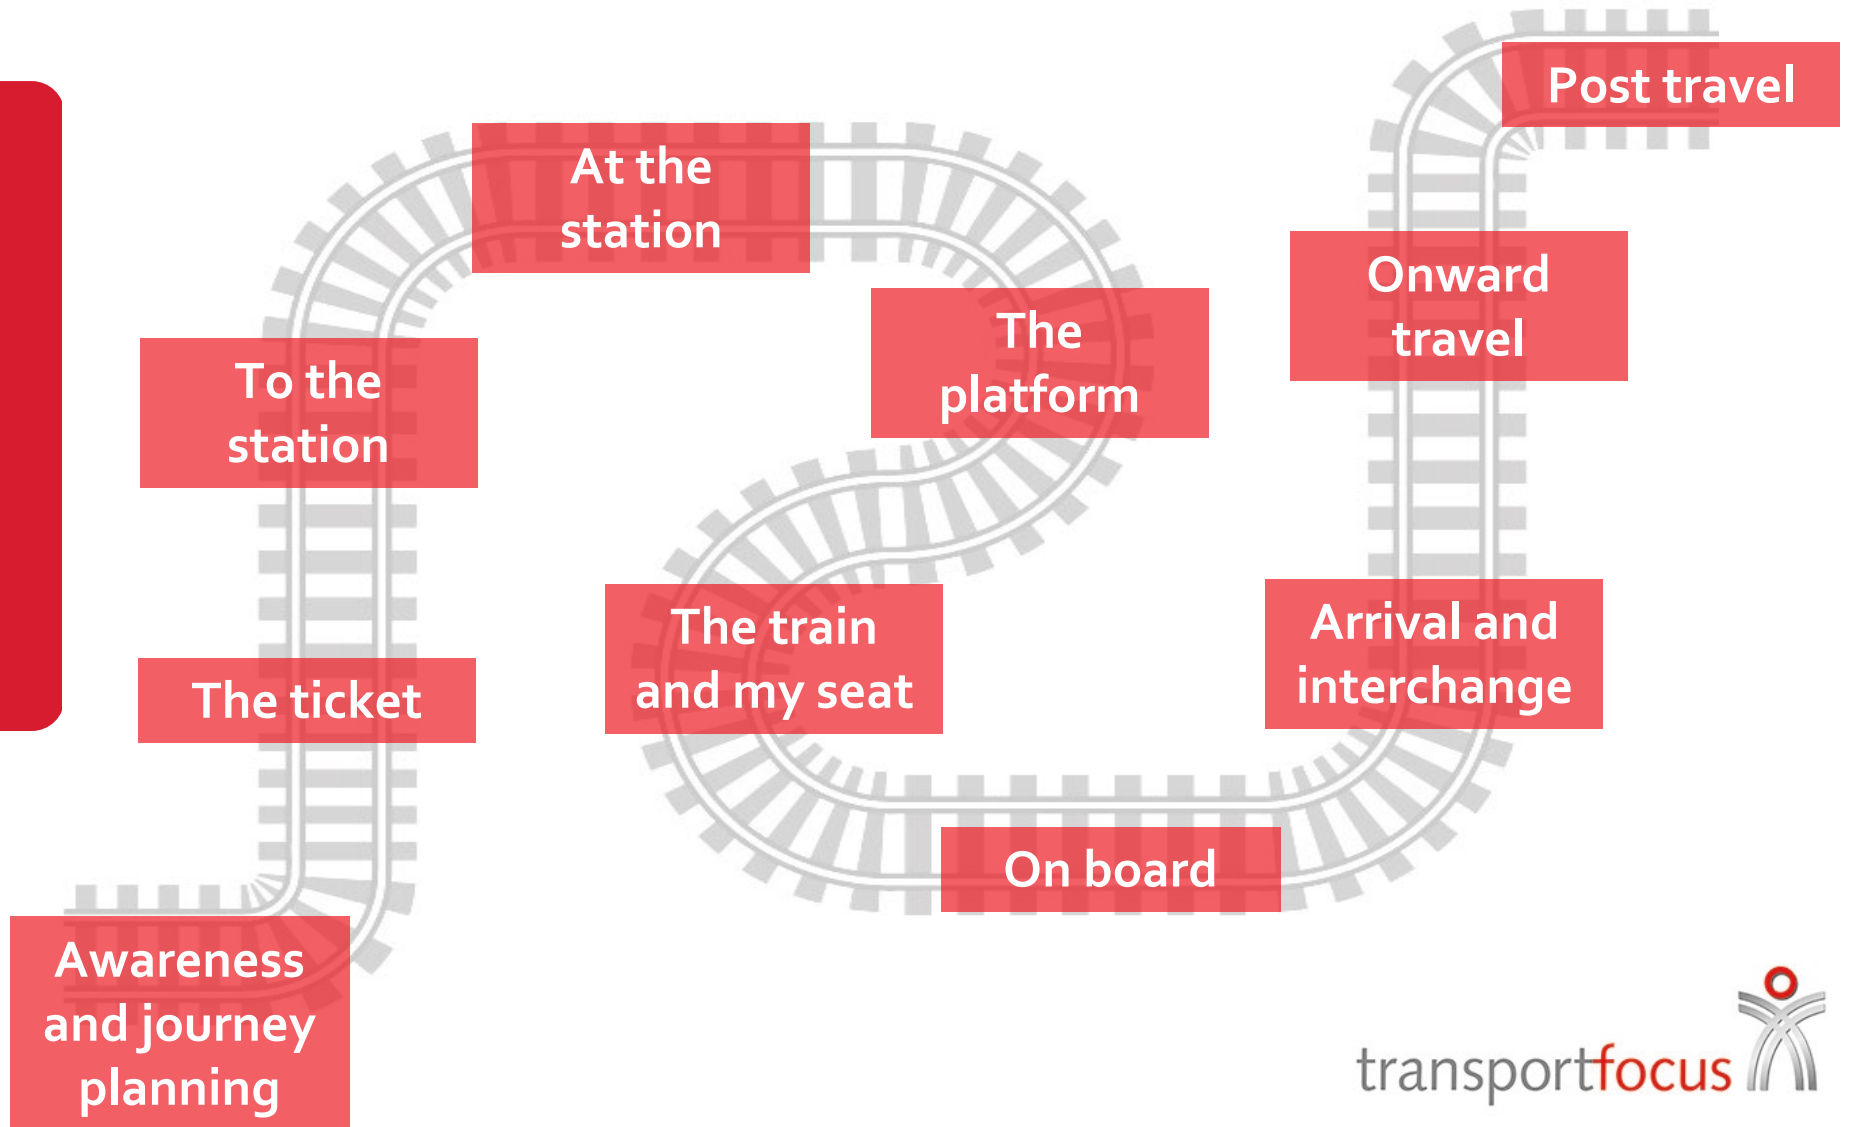 Post travel
At the
station
Onward
travel
The
platform
To the
station
Arrival and
interchange
The train
and my seat
The ticket
On board
Awareness
and journey
planning
transportfocus